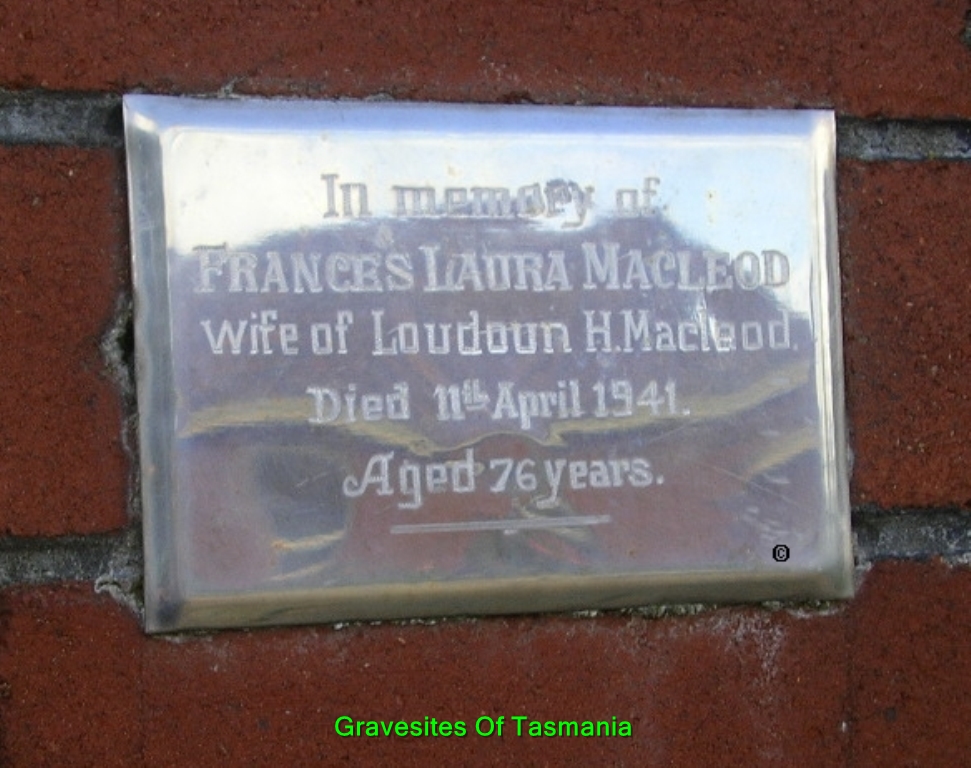 In memory of
FRANCES LAURA MACLEOD
wife of Loudoun H. Macleod.
Died 11th April 1941.
Aged 76 years.
©
Gravesites Of Tasmania